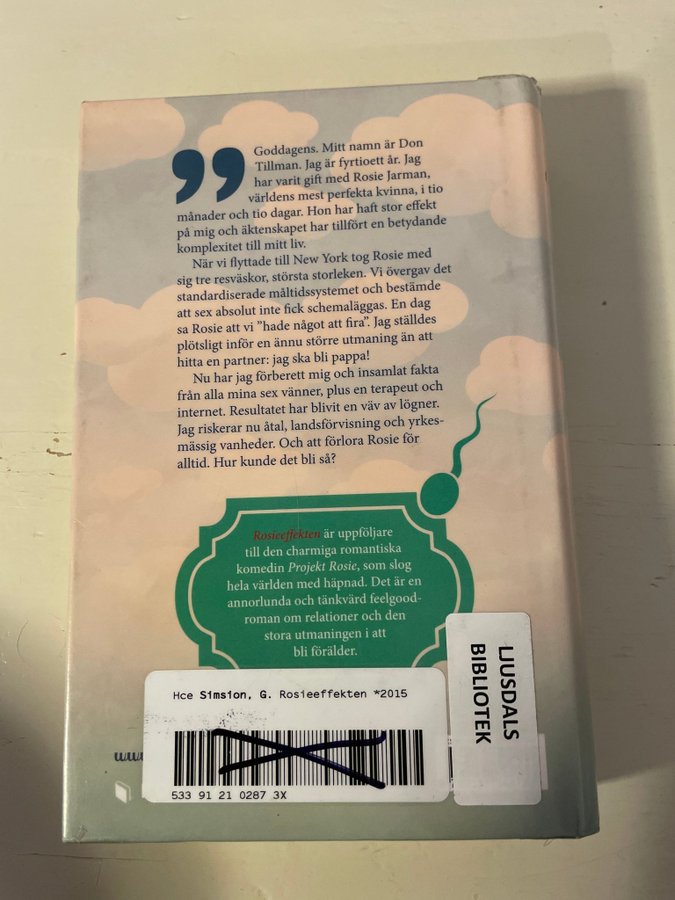 ”
Goddagens. Mitt namn är Don
Tillman. Jag är fyrtioett år. Jag
har varit gift med Rosie Jarman,
världens mest perfekta kvinna, i tio
månader och tio dagar. Hon har haft stor effekt
på mig och äktenskapet har tillfört en betydande
komplexitet till mitt liv.
När vi flyttade till New York tog Rosie med
sig tre resväskor, största storleken. Vi övergav det
standardiserade måltidssystemet och bestämde
att sex absolut inte fick schemaläggas. En dag
sa Rosie att vi ”hade något att fira”. Jag ställdes
plötsligt inför en ännu större utmaning än att
hitta en partner: jag ska bli pappa!
Nu har jag förberett mig och insamlat fakta
från alla mina sex vänner, plus en terapeut och
internet. Resultatet har blivit en väv av lögner.
Jag riskerar nu åtal, landsförvisning och yrkes-
mässig vanheder. Och att förlora Rosie för
alltid. Hur kunde det bli så?
Rosieeffekten är uppföljare
till den charmiga romantiska
komedin Projekt Rosie, som slog
hela världen med häpnad. Det är en
annorlunda och tänkvärd feelgood-
roman om relationer och den
stora utmaningen i att
bli förälder.
Hce Simsion, G. Rosieeffekten *2015
533 91 21 0287 3X
LJUSDALS
BIBLIOTEK
www.